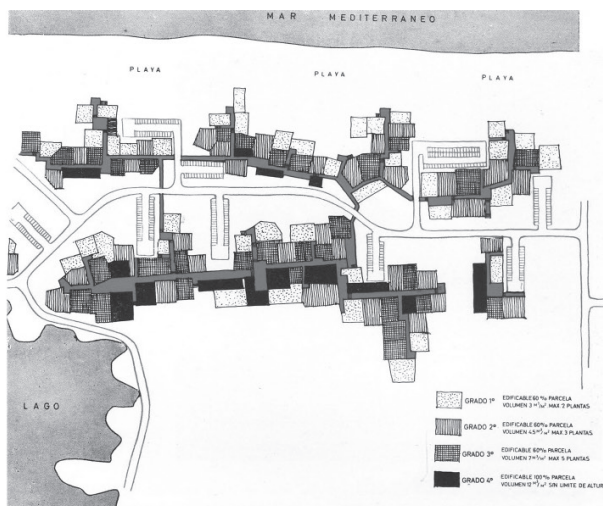 MAR MEDITERRANEO
PLAYA PLAYA PLAYA
LAGO
GRADO 1º EDIFICABLE 60 % PARCELA
VOLUMEN 3 m³/m² MAX 2 PLANTAS
GRADO 2º EDIFICABLE 60% PARCELA
VOLUMEN 4.5 m³/m² MAX 3 PLANTAS
GRADO 3º EDIFICABLE 60% PARCELA
VOLUMEN 7 m³/m² MAX 5 PLANTAS
GRADO 4º EDIFICABLE 100% PARCELA
VOLUMEN 12 m³/m² SIN LIMITE DE ALTUR